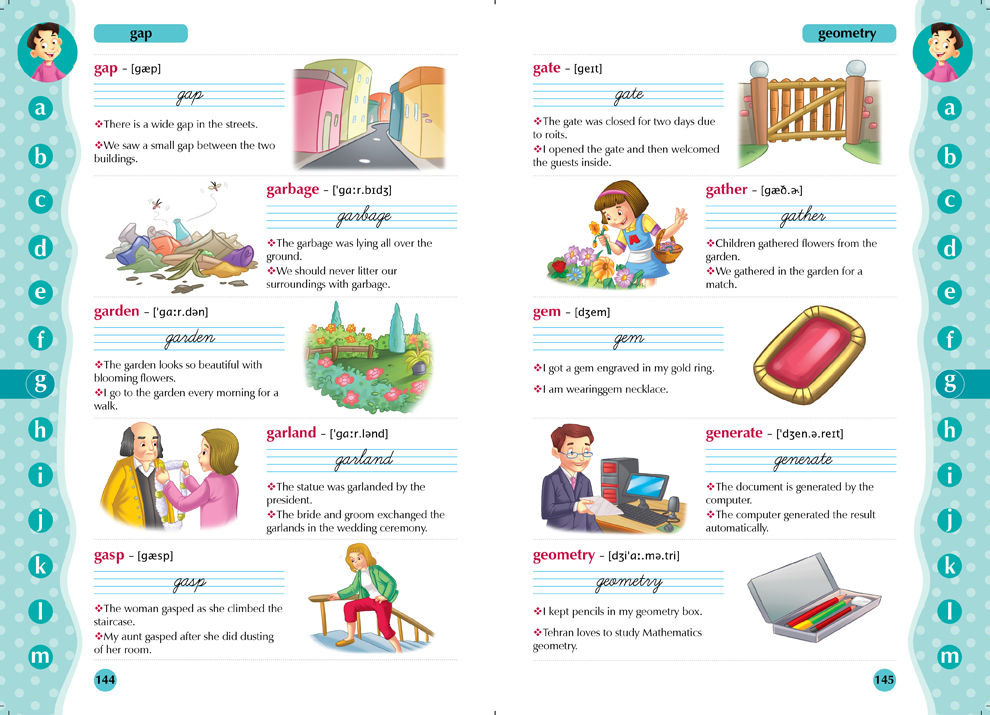 gap
a
b
c
d
e
f
g
h
i
j
k
l
m
gap – [gæp]
gap
❖There is a wide gap in the streets.
❖We saw a small gap between the two
buildings.
garbage – ['gɑːr.bɪdʒ]
garbage
❖The garbage was lying all over the
ground.
❖We should never litter our
surroundings with garbage.
garden – ['gɑːr.dən]
garden
❖The garden looks so beautiful with
blooming flowers.
❖I go to the garden every morning for a
walk.
garland – ['gɑːr.lənd]
garland
❖The statue was garlanded by the
president.
❖The bride and groom exchanged the
garlands in the wedding ceremony.
gasp – [gæsp]
gasp
❖The woman gasped as she climbed the
staircase.
❖My aunt gasped after she did dusting
of her room.
144
geometry
gate – [geɪt]
gate
❖The gate was closed for two days due
to roits.
❖I opened the gate and then welcomed
the guests inside.
gather – [gæð.ɚ]
gather
❖Children gathered flowers from the
garden.
❖We gathered in the garden for a
match.
gem – [dʒem]
gem
❖I got a gem engraved in my gold ring.
❖I am wearinggem necklace.
generate – ['dʒen.ə.reɪt]
generate
❖The document is generated by the
computer.
❖The computer generated the result
automatically.
geometry – [dʒi'ɑː.mə.tri]
geometry
❖I kept pencils in my geometry box.
❖Tehran loves to study Mathematics
geometry.
145
a
b
c
d
e
f
g
h
i
j
k
l
m